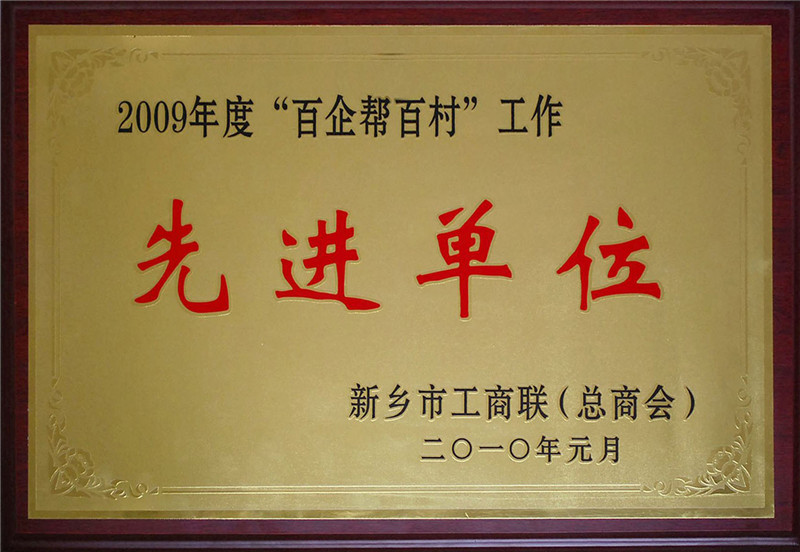 2009年度“百企帮百村”工作
先进单位
新乡市工商联(总商会)
二〇一〇年元月